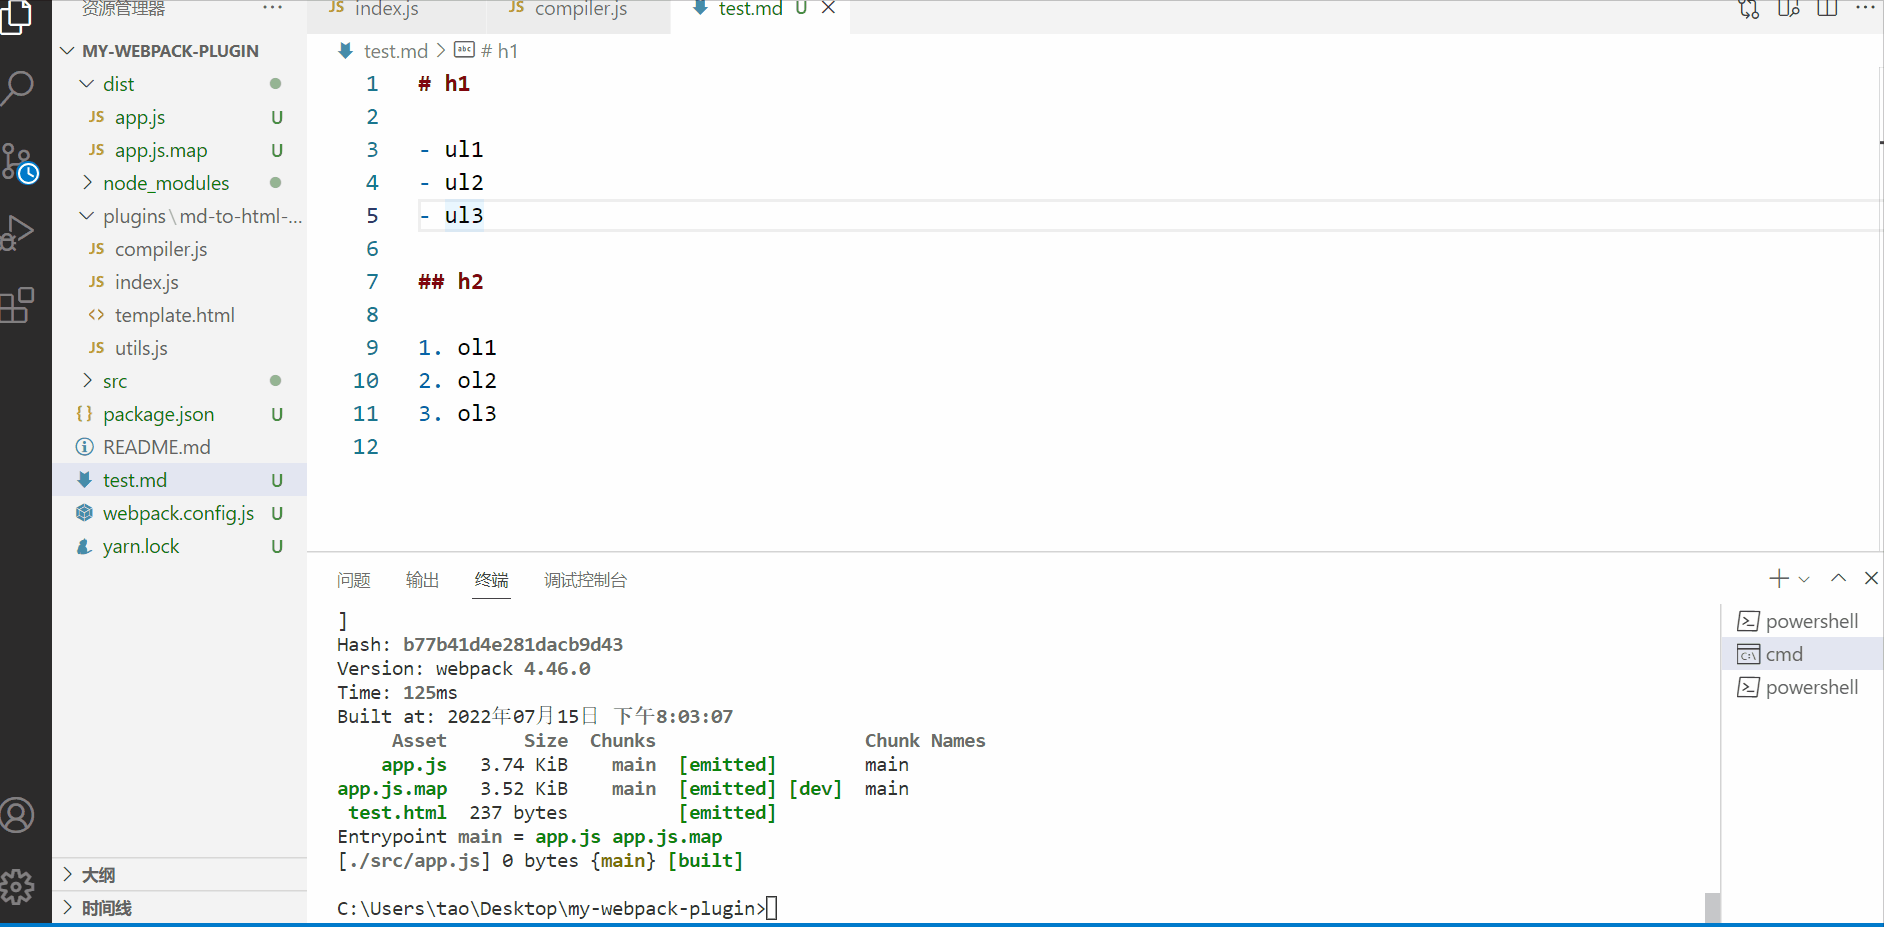 资源管理器 ···
MY-WEBPACK-PLUGIN
dist
JS app.js U
JS app.js.map U
node_modules
plugins\md-to-html-...
JS compiler.js
JS index.js
<> template.html
JS utils.js
src
{} package.json U
README.md
test.md U
webpack.config.js U
yarn.lock U
大纲
时间线
JS index.js JS compiler.js test.md U ×
test.md > abc # h1
1 # h1
2
3 - ul1
4 - ul2
5 - ul3
6
7 ## h2
8
9 1. ol1
10 2. ol2
11 3. ol3
12
问题 输出 终端 调试控制台
]
Hash: b77b41d4e281dacb9d43
Version: webpack 4.46.0
Time: 125ms
Built at: 2022年07月15日 下午8:03:07
Asset Size Chunks Chunk Names
app.js 3.74 KiB main [emitted] main
app.js.map 3.52 KiB main [emitted] [dev] main
test.html 237 bytes [emitted]
Entrypoint main = app.js app.js.map
[./src/app.js] 0 bytes {main} [built]
C:\Users\tao\Desktop\my-webpack-plugin>
powershell
cmd
powershell